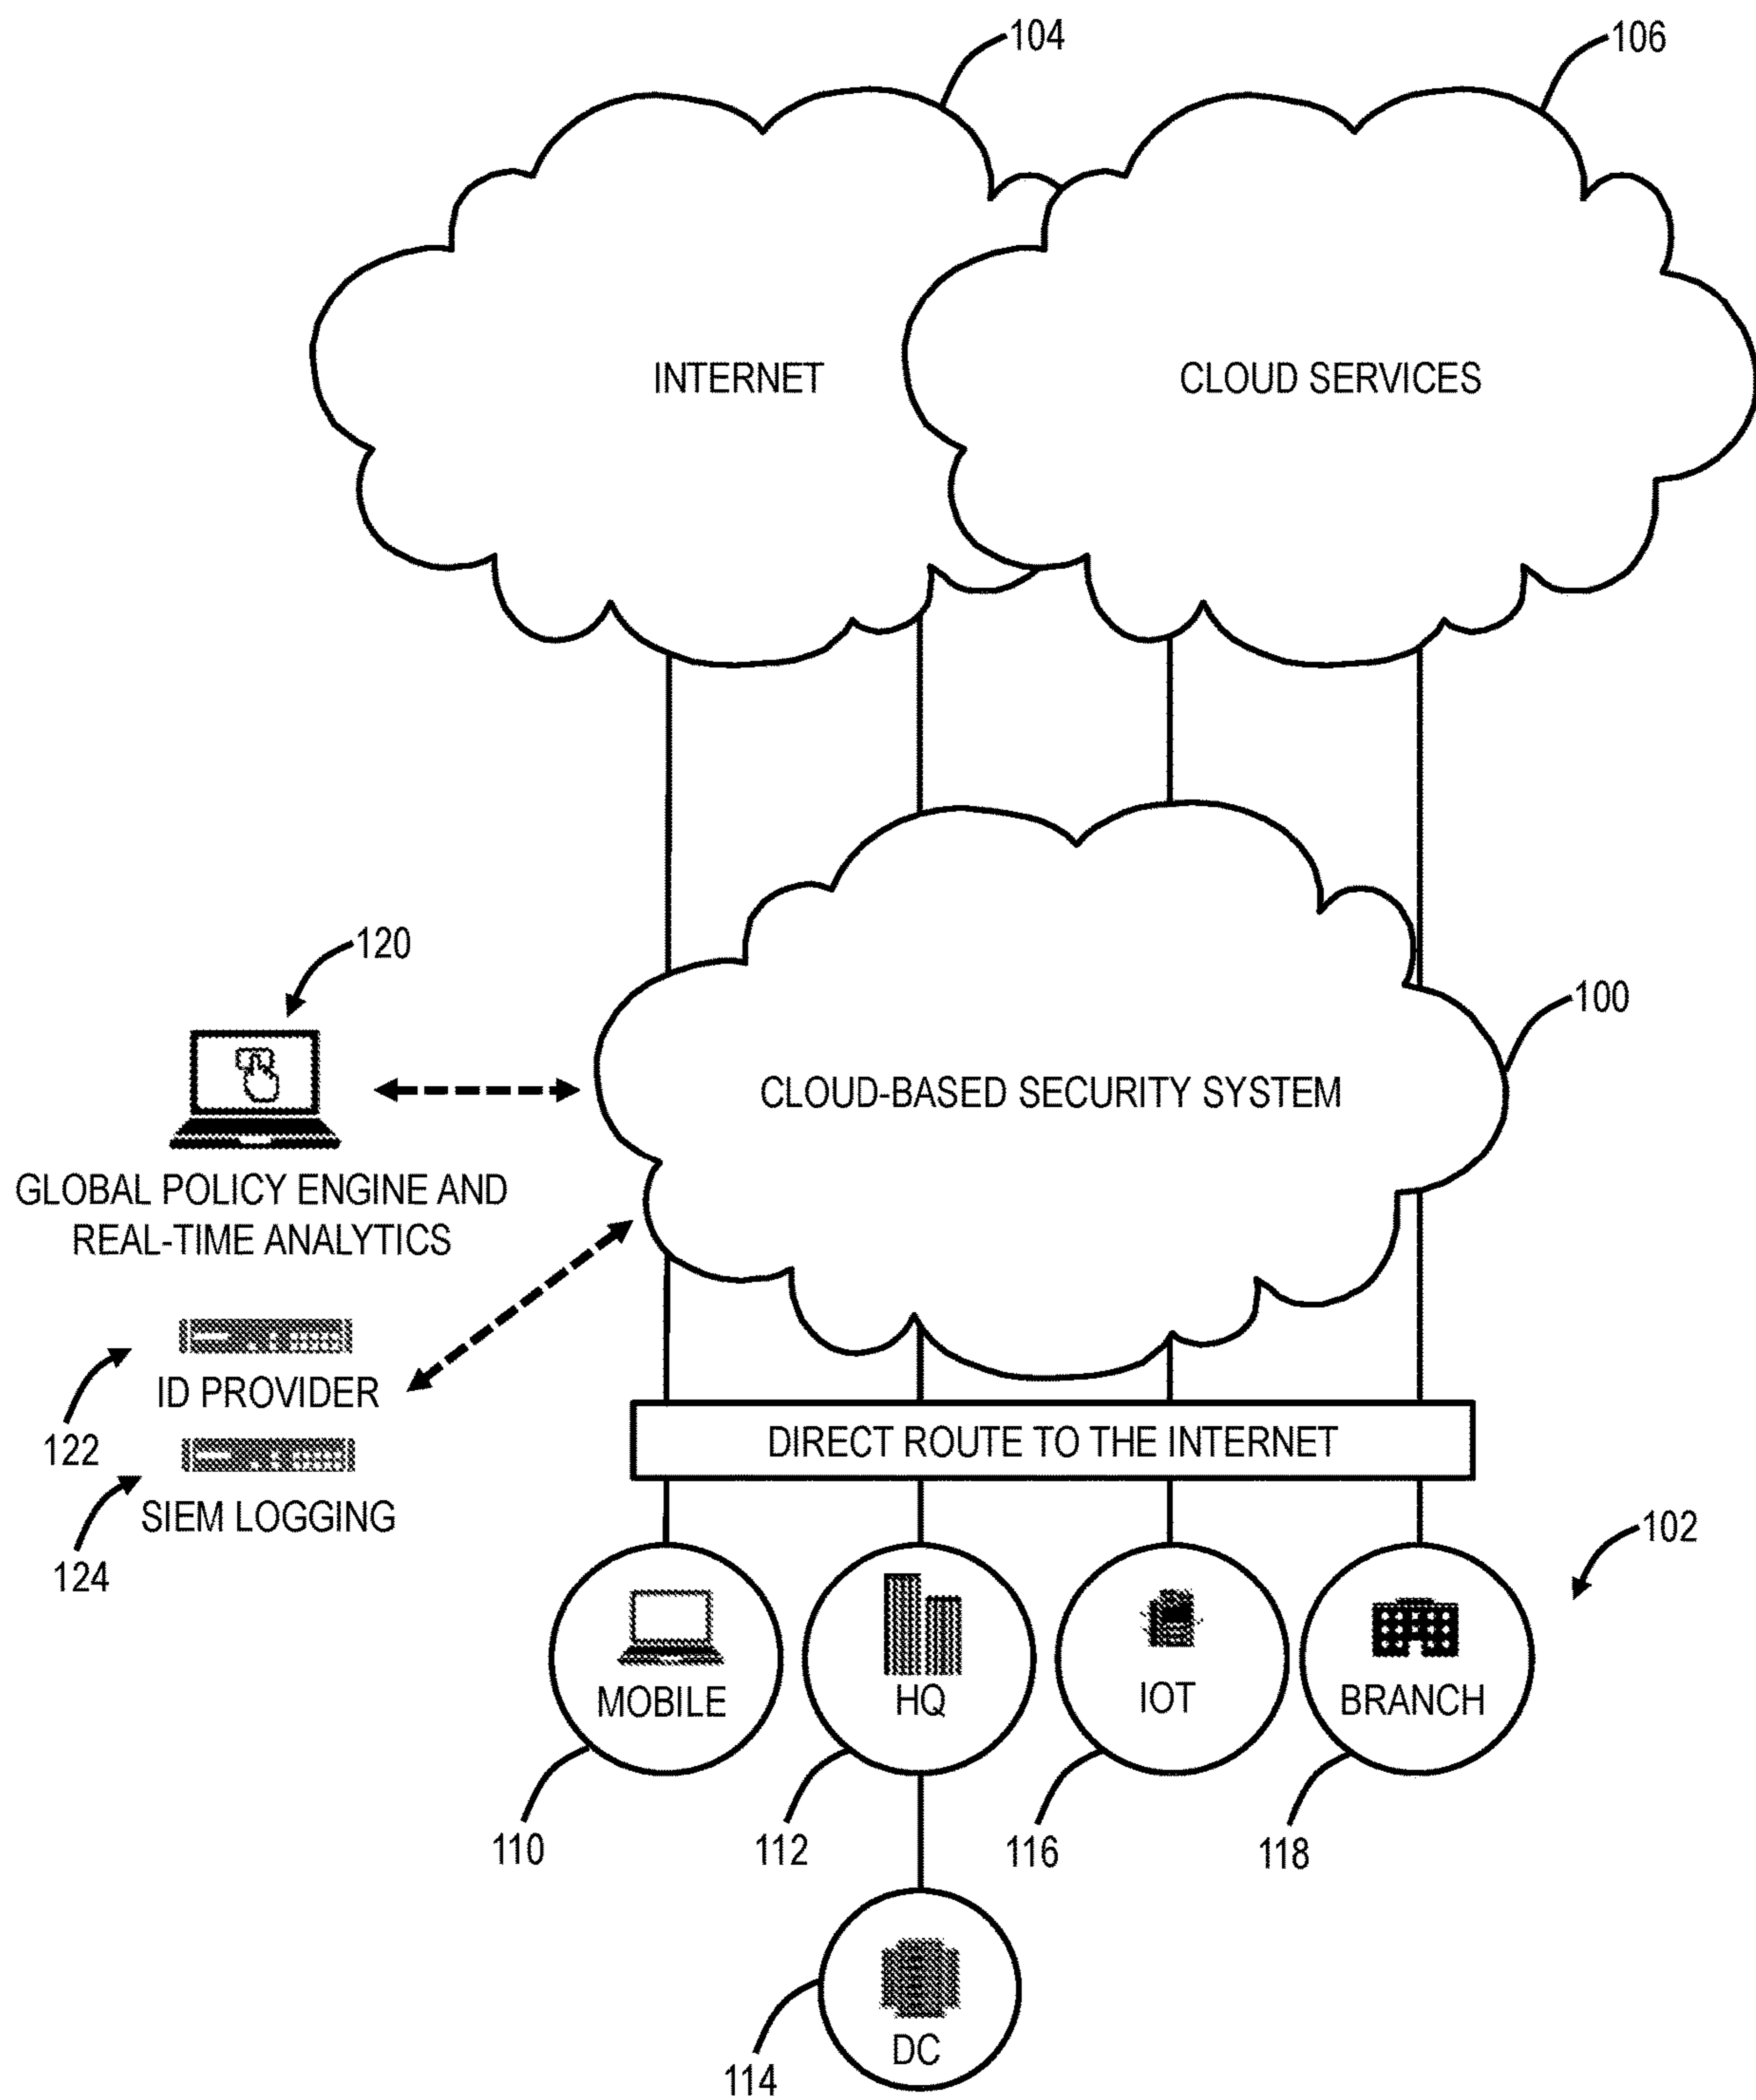 104
106
INTERNET
CLOUD SERVICES
120
100
CLOUD-BASED SECURITY SYSTEM
GLOBAL POLICY ENGINE AND
REAL-TIME ANALYTICS
ID PROVIDER
122
DIRECT ROUTE TO THE INTERNET
SIEM LOGGING
124
102
MOBILE
HQ
IOT
BRANCH
110
112
116
118
DC
114